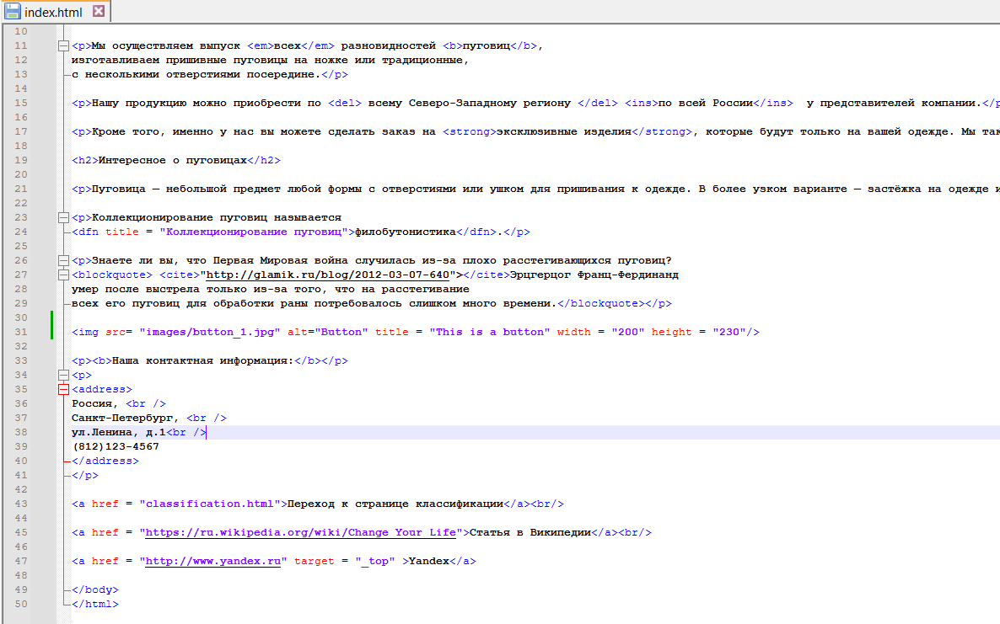 index.html
10
11 <p>Мы осуществляем выпуск <em>всех</em> разновидностей <b>пуговиц</b>,
12 изготавливаем пришивные пуговицы на ножке или традиционные,
13 с несколькими отверстиями посередине.</p>
14
15 <p>Нашу продукцию можно приобрести по <del> всему Северо-Западному региону </del> <ins>по всей России</ins>  у представителей компании.</p
16
17 <p>Кроме того, именно у нас вы можете сделать заказ на <strong>эксклюзивные изделия</strong>, которые будут только на вашей одежде. Мы так
18
19 <h2>Интересное о пуговицах</h2>
20
21 <p>Пуговица — небольшой предмет любой формы с отверстиями или ушком для пришивания к одежде. В более узком варианте — застёжка на одежде и
22
23 <p>Коллекционирование пуговиц называется
24 <dfn title = "Коллекционирование пуговиц">филобутонистика</dfn>.</p>
25
26 <p>Знаете ли вы, что Первая Мировая война случилась из-за плохо расстегивающихся пуговиц?
27 <blockquote> <cite>"http://glamik.ru/blog/2012-03-07-640"></cite>Эрцгерцог Франц-Фердинанд
28 умер после выстрела только из-за того, что на расстегивание
29 всех его пуговиц для обработки раны потребовалось слишком много времени.</blockquote></p>
30
31 <img src= "images/button_1.jpg" alt="Button" title = "This is a button" width = "200" height = "230"/>
32
33 <p><b>Наша контактная информация:</b></p>
34 <p>
35 <address>
36 Россия, <br />
37 Санкт-Петербург, <br />
38 ул.Ленина, д.1<br />
39 (812)123-4567
40 </address>
41 </p>
42
43 <a href = "classification.html">Переход к странице классификации</a><br/>
44
45 <a href = "https://ru.wikipedia.org/wiki/Change_Your_Life">Статья в Википедии</a><br/>
46
47 <a href = "http://www.yandex.ru" target = "_top" >Yandex</a>
48
49 </body>
50 </html>